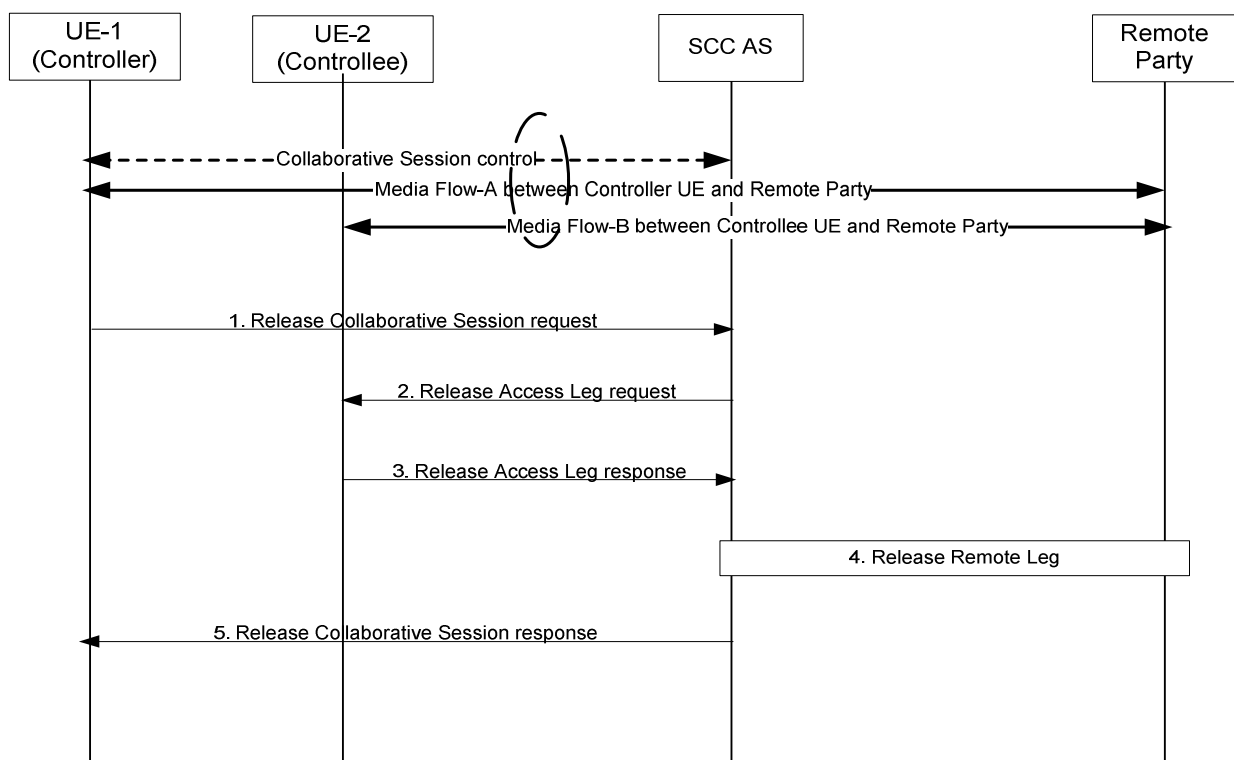 UE-1
(Controller)
UE-2
(Controllee)
SCC AS
Remote
Party
Collaborative Session control
Media Flow-A between Controller UE and Remote Party
Media Flow-B between Controllee UE and Remote Party
1. Release Collaborative Session request
2. Release Access Leg request
3. Release Access Leg response
4. Release Remote Leg
5. Release Collaborative Session response